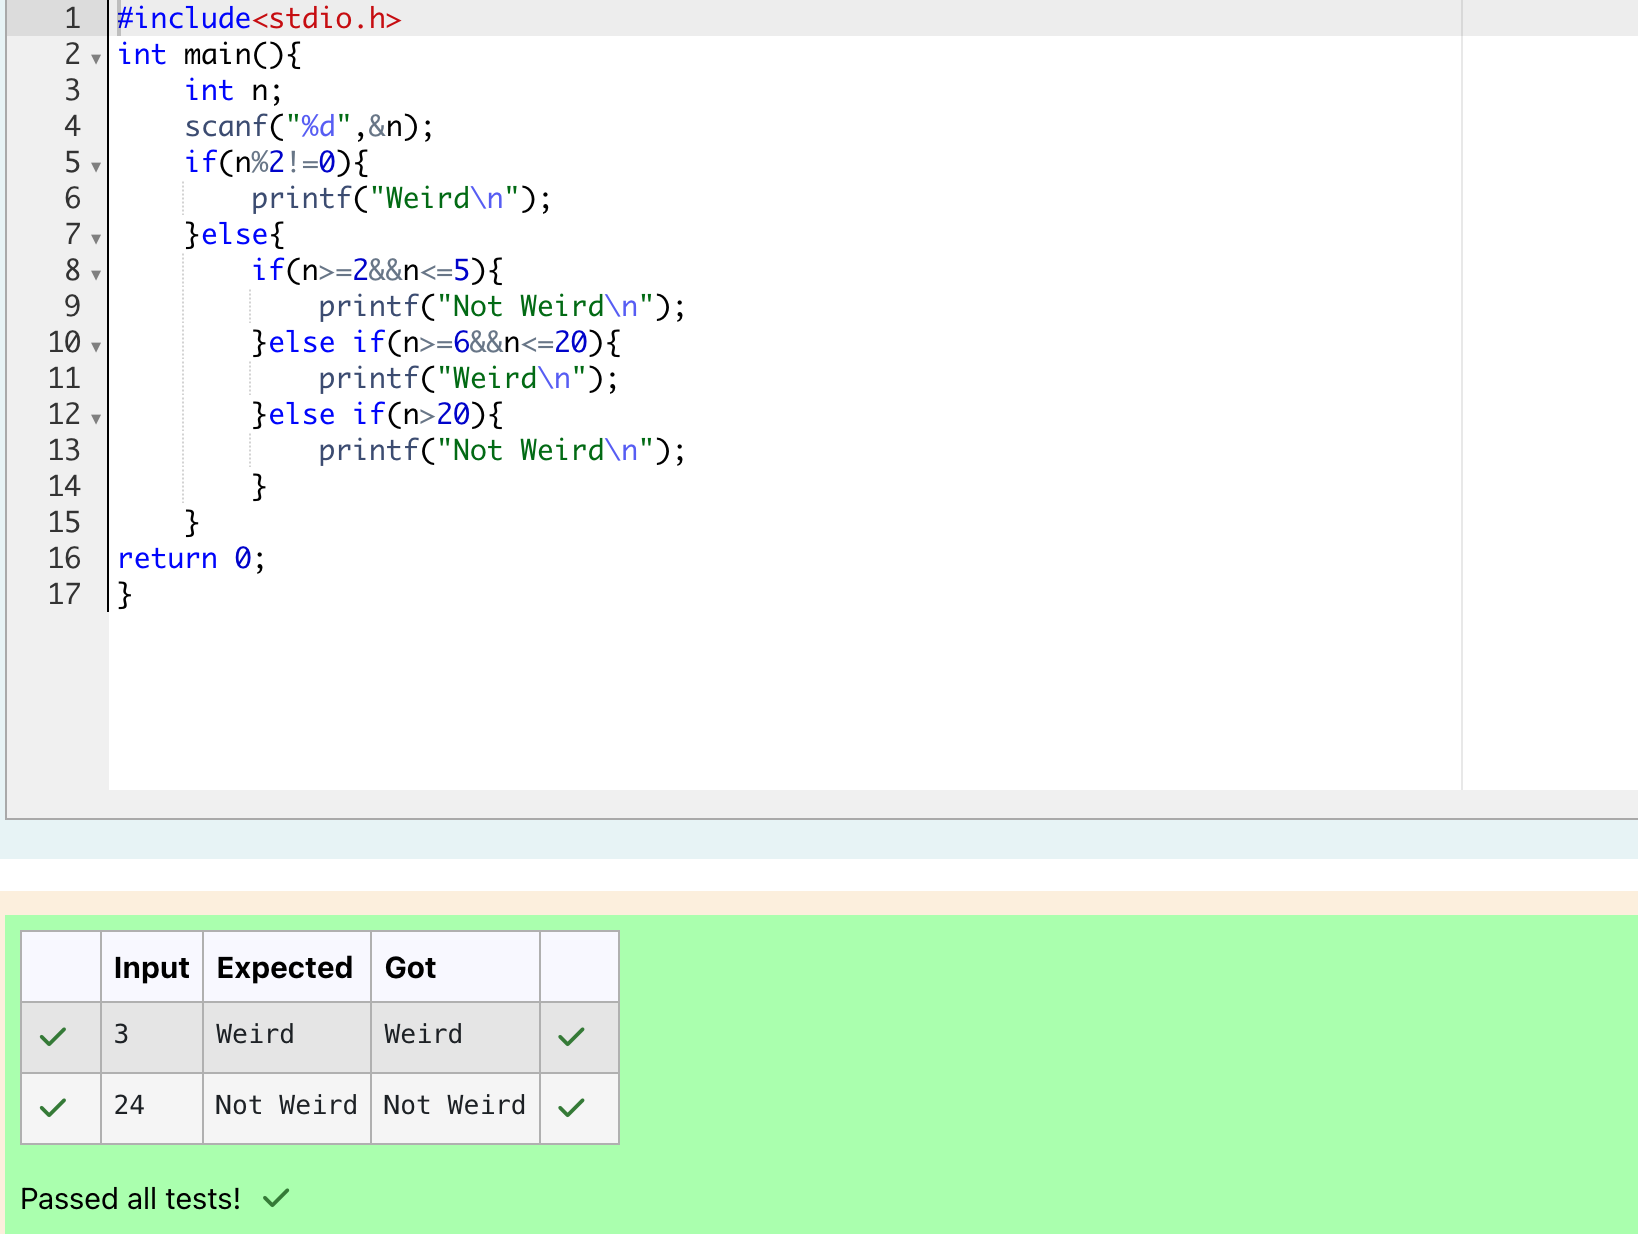 1 #include<stdio.h>
2 int main(){
3     int n;
4     scanf("%d",&n);
5     if(n%2!=0){
6         printf("Weird\n");
7     }else{
8         if(n>=2&&n<=5){
9             printf("Not Weird\n");
10         }else if(n>=6&&n<=20){
11             printf("Weird\n");
12         }else if(n>20){
13             printf("Not Weird\n");
14         }
15     }
16 return 0;
17 }
Input Expected Got
3 Weird Weird
24 Not Weird Not Weird
Passed all tests!